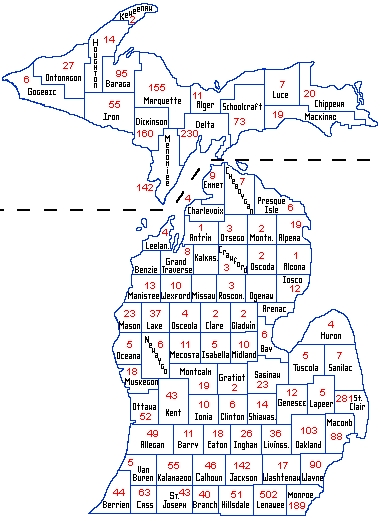 Keweenaw
2
14
Houghton
27
Ontonagon
6
Gogebic
95
Baraga
155
Marquette
55
Iron
11
Alger
Schoolcraft
7
Luce
20
Chippewa
Mackinac
19
Dickinson
160
Delta
230
73
Menominee
142
9
Emmet
7
Cheboygan
Presque
Isle
6
4
Charlevoix
1
Antrim
3
Otsego
2
Montm.
19
Alpena
4
Leelan.
8
Benzie
Grand
Traverse
Kalkas.
Crawford
3
2
Oscoda
1
Alcona
13
Manistee
10
Wexford
Missau
3
Roscom.
Ogemaw
Iosco
12
Arenac
23
Mason
37
Lake
4
Osceola
2
Clare
2
Gladwin
6
Bay
4
Huron
5
Oceana
Newaygo
6
11
Mecosta
5
Isabella
10
Midland
5
Tuscola
7
Sanilac
18
Muskegon
Montcalm
19
Gratiot
2
Saginaw
23
43
Kent
12
Genesee
5
Lapeer
281
St.
Clair
Ottawa
52
10
Ionia
6
Clinton
14
Shiawas.
Macomb
88
49
Allegan
11
Barry
18
Eaton
26
Ingham
36
Livings.
103
Oakland
5
Van
Buren
55
Kalamazoo
46
Calhoun
142
Jackson
17
Washtenaw
90
Wayne
44
Berrien
63
Cass
St.
Joseph
43
40
Branch
51
Hillsdale
502
Lenawee
Monroe
189